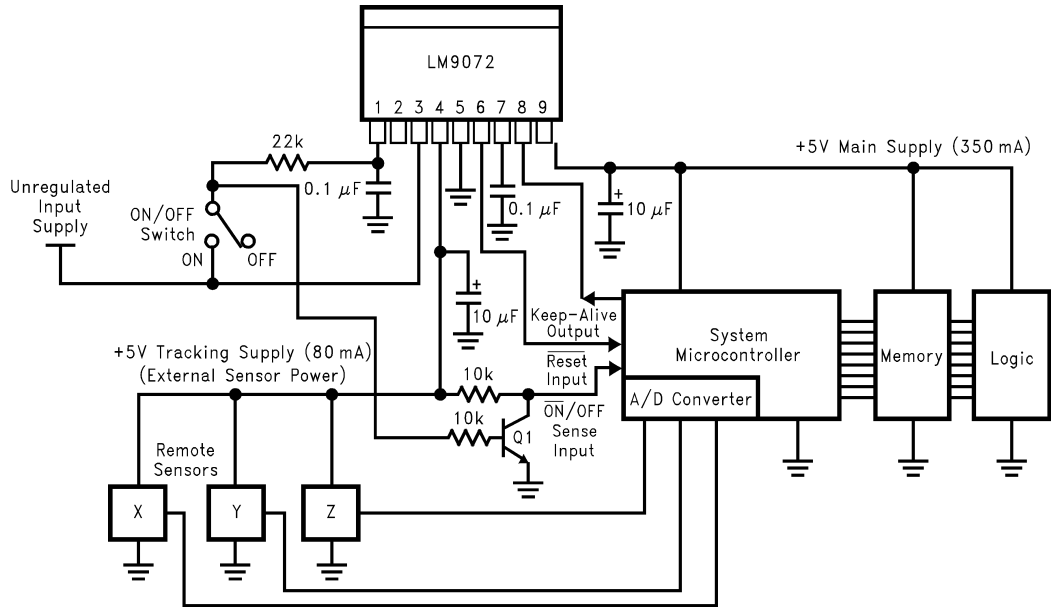 LM9072
1 2 3 4 5 6 7 8 9
22k
+5V Main Supply (350 mA)
Unregulated
Input
Supply
0.1 μF
0.1 μF
+
10 μF
ON/OFF
Switch
ON
OFF
+
10 μF
Keep-Alive
Output
System
Microcontroller
Memory
Logic
+5V Tracking Supply (80 mA)
(External Sensor Power)
10k
R̅e̅s̅e̅t̅
Input
A/D Converter
10k
Q1
O̅N̅/OFF
Sense
Input
Remote
Sensors
X
Y
Z